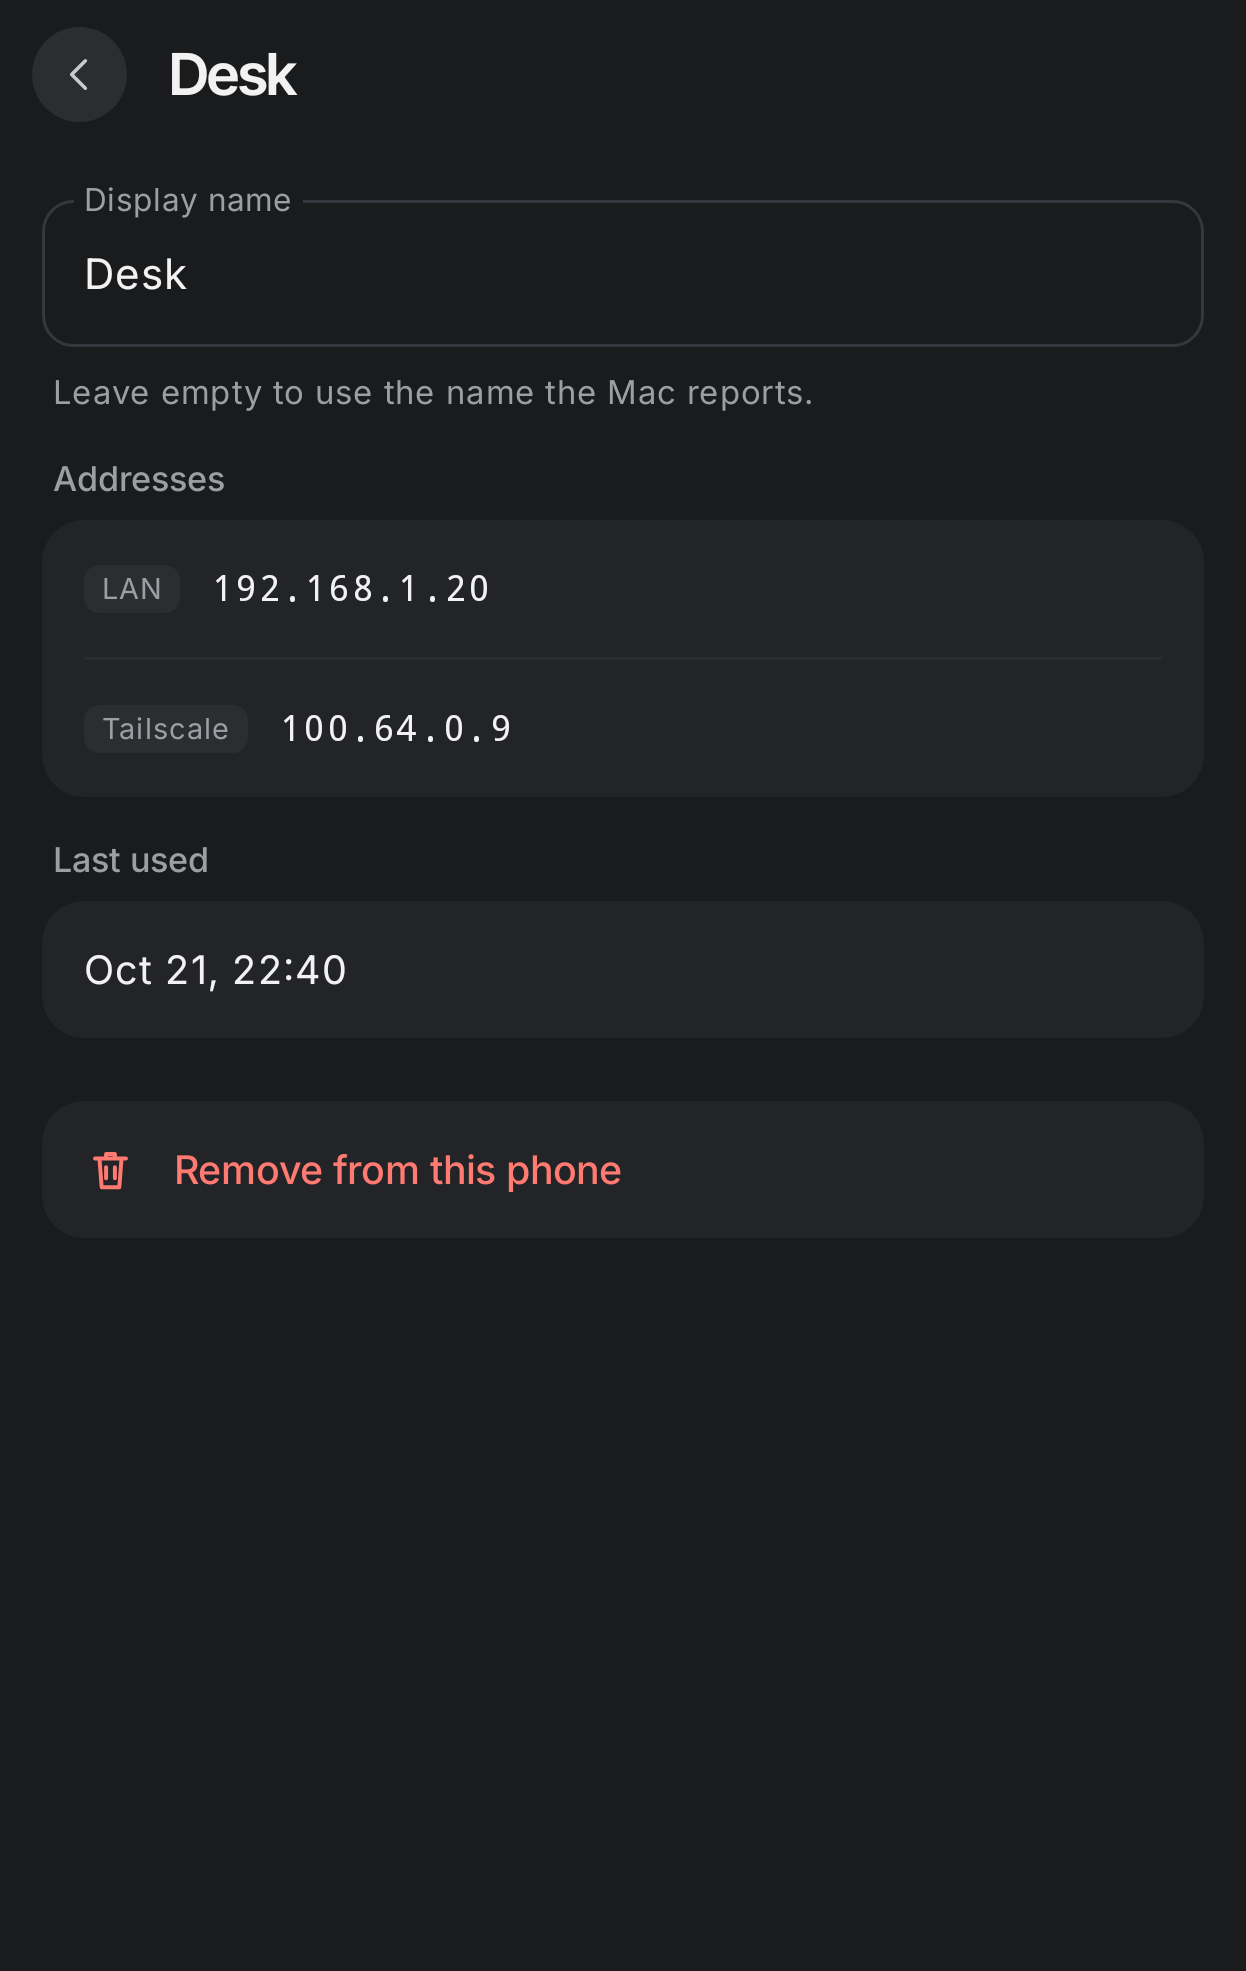 Desk
Display name
Desk
Leave empty to use the name the Mac reports.
Addresses
LAN 192.168.1.20
Tailscale 100.64.0.9
Last used
Oct 21, 22:40
Remove from this phone